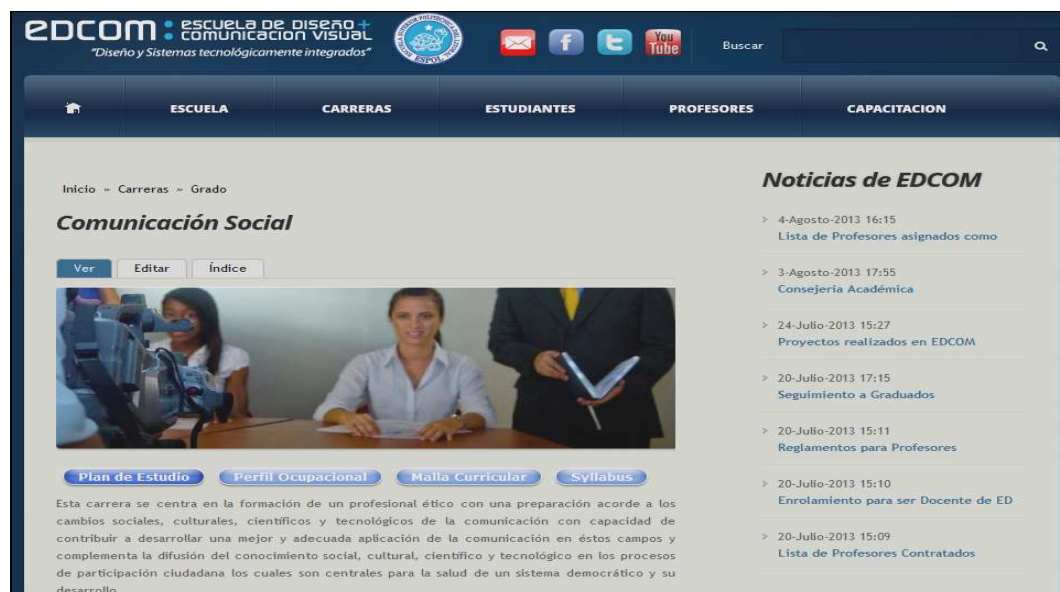 EDCOM: ESCUELA DE DISEÑO +
COMUNICACIÓN VISUAL
"Diseño y Sistemas tecnológicamente integrados"
ESPOL
You
Tube
Buscar
ESCUELA
CARRERAS
ESTUDIANTES
PROFESORES
CAPACITACION
Inicio » Carreras » Grado
Comunicación Social
Ver
Editar
Índice
Plan de Estudio
Perfil Ocupacional
Malla Curricular
Syllabus
Esta carrera se centra en la formación de un profesional ético con una preparación acorde a los
cambios sociales, culturales, científicos y tecnológicos de la comunicación con capacidad de
contribuir a desarrollar una mejor y adecuada aplicación de la comunicación en éstos campos y
complementa la difusión del conocimiento social, cultural, científico y tecnológico en los procesos
de participación ciudadana los cuales son centrales para la salud de un sistema democrático y su
desarrollo
Noticias de EDCOM
4-Agosto-2013 16:15
Lista de Profesores asignados como
3-Agosto-2013 17:55
Consejería Académica
24-Julio-2013 15:27
Proyectos realizados en EDCOM
20-Julio-2013 17:15
Seguimiento a Graduados
20-Julio-2013 15:11
Reglamentos para Profesores
20-Julio-2013 15:10
Enrolamiento para ser Docente de ED
20-Julio-2013 15:09
Lista de Profesores Contratados